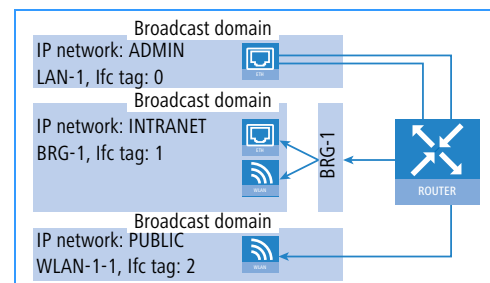 Broadcast domain
IP network: ADMIN
LAN-1, Ifc tag: 0
ETH
Broadcast domain
IP network: INTRANET
BRG-1, Ifc tag: 1
ETH
WLAN
BRG-1
ROUTER
Broadcast domain
IP network: PUBLIC
WLAN-1-1, Ifc tag: 2
WLAN